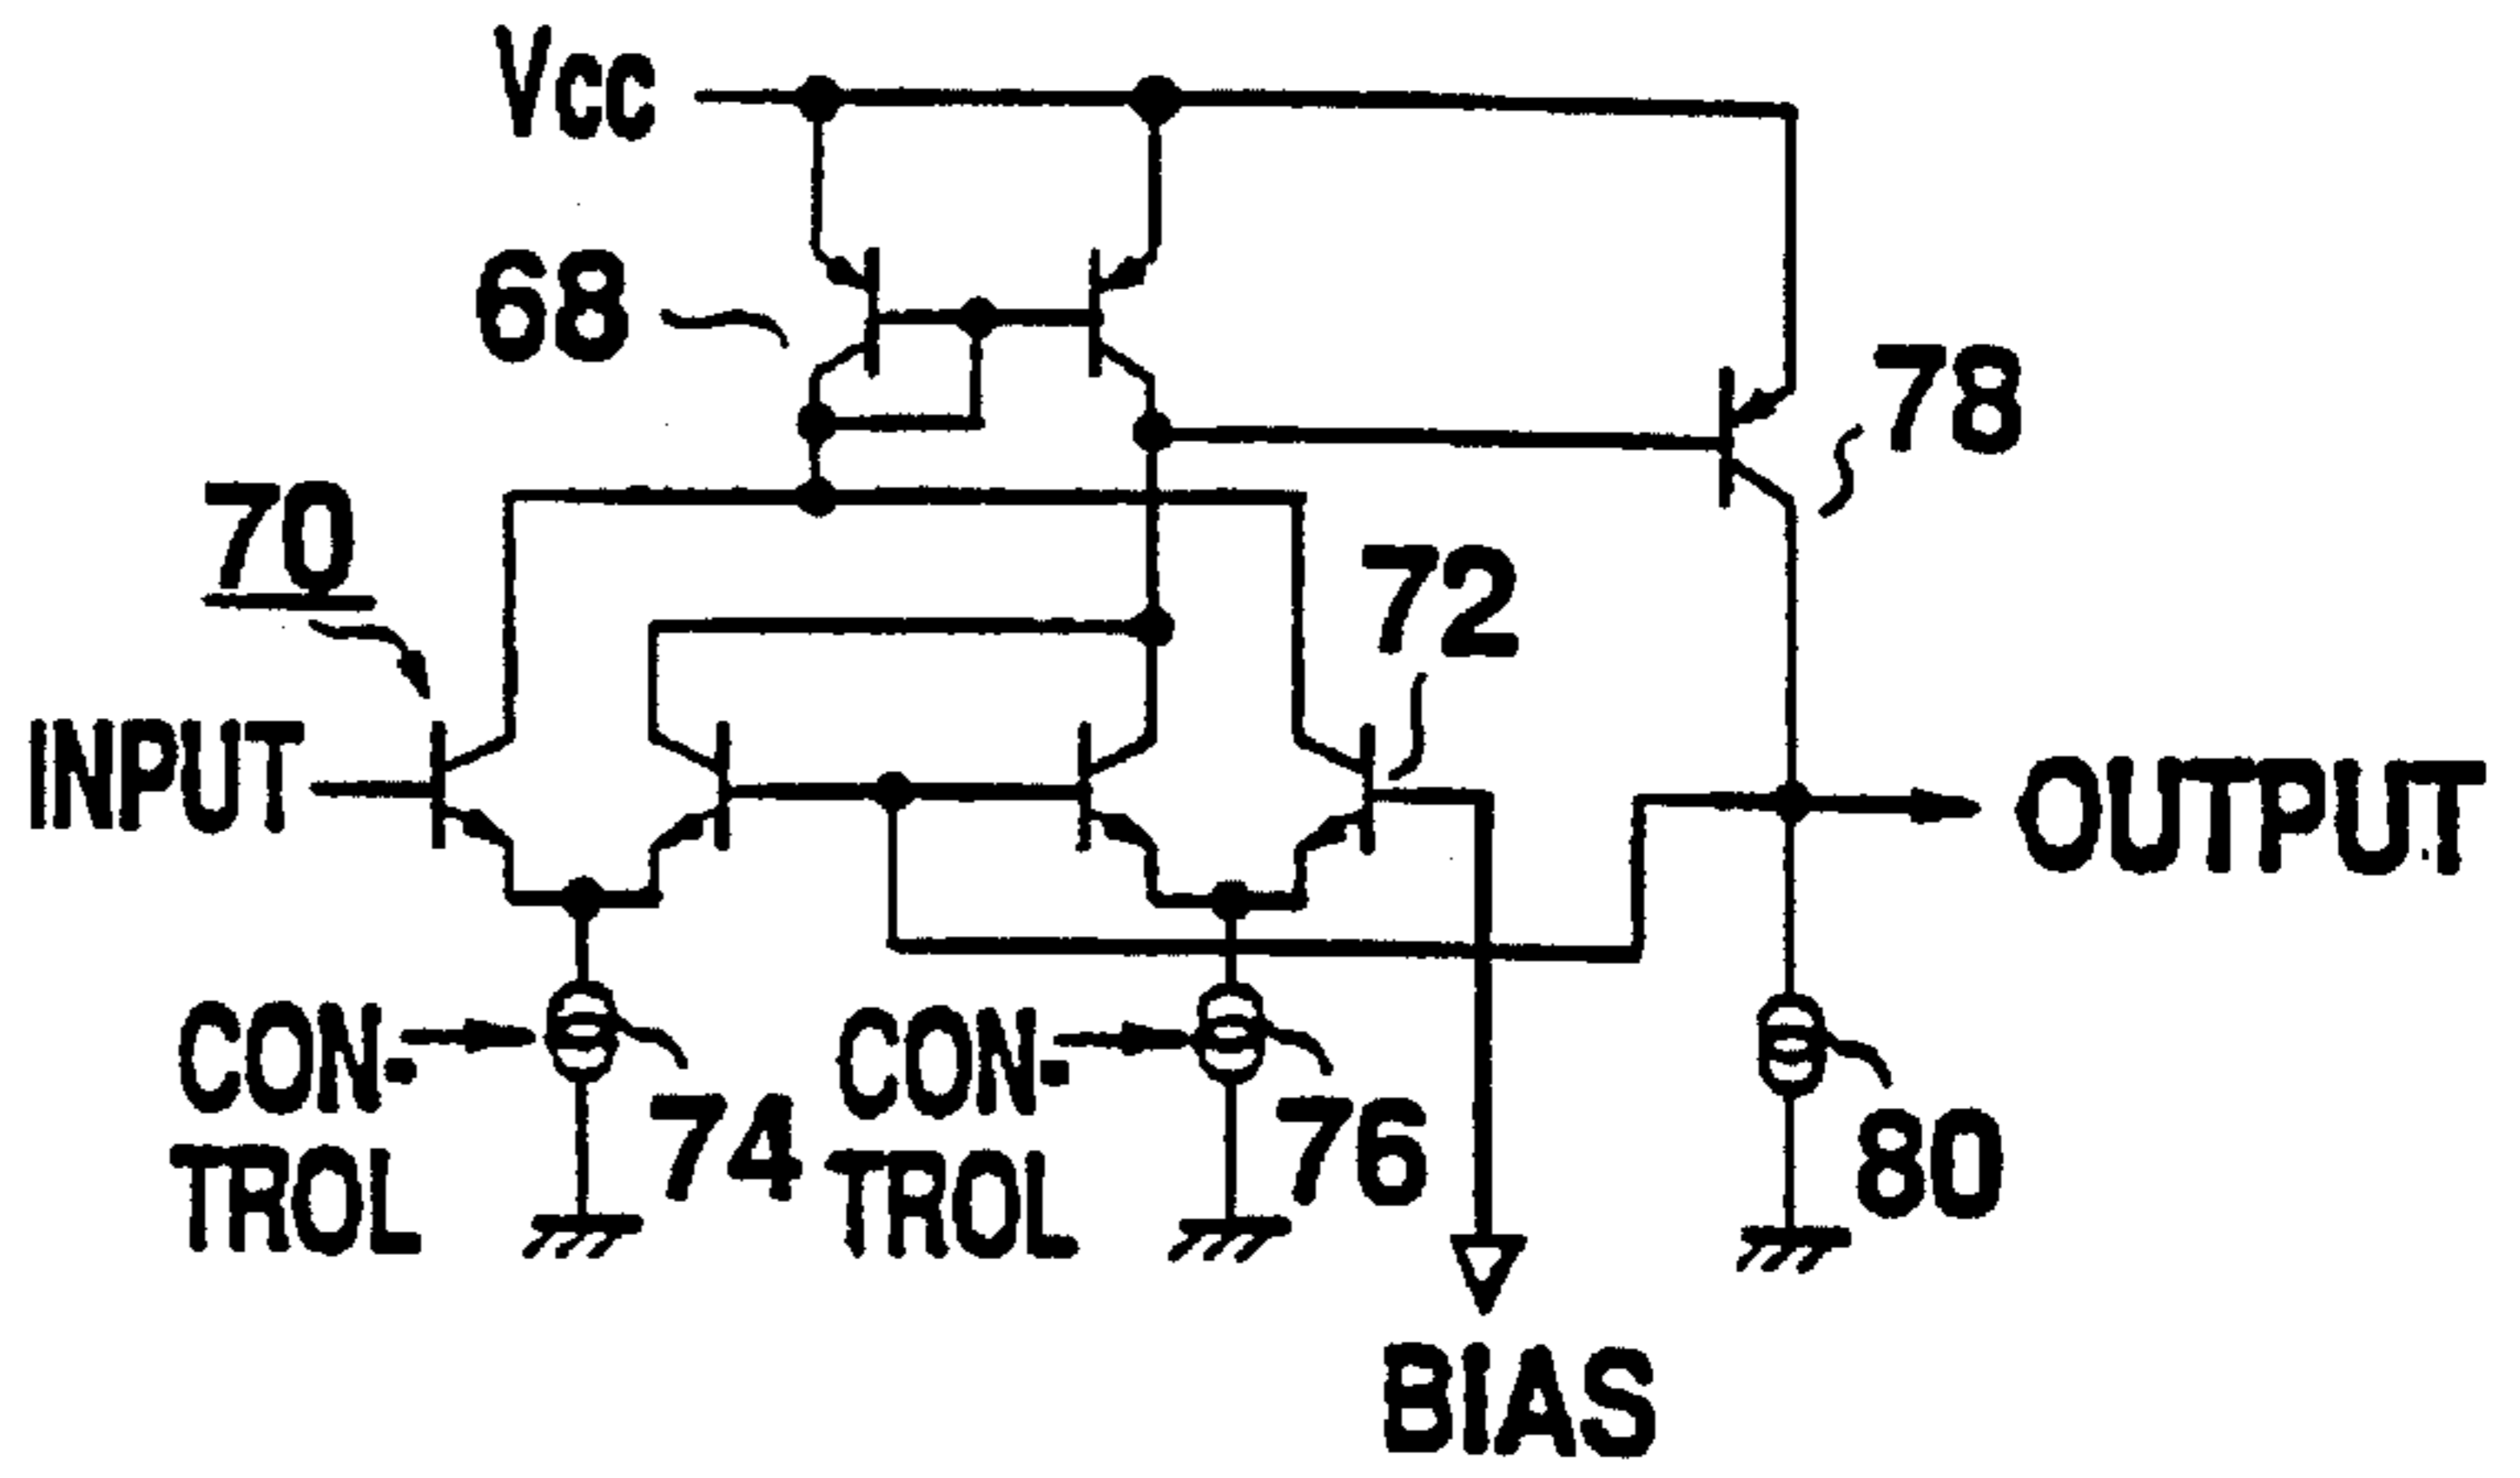 Vcc
68
78
70
72
INPUT
OUTPUT
CON-
TROL
74
CON-
TROL
76
80
BIAS